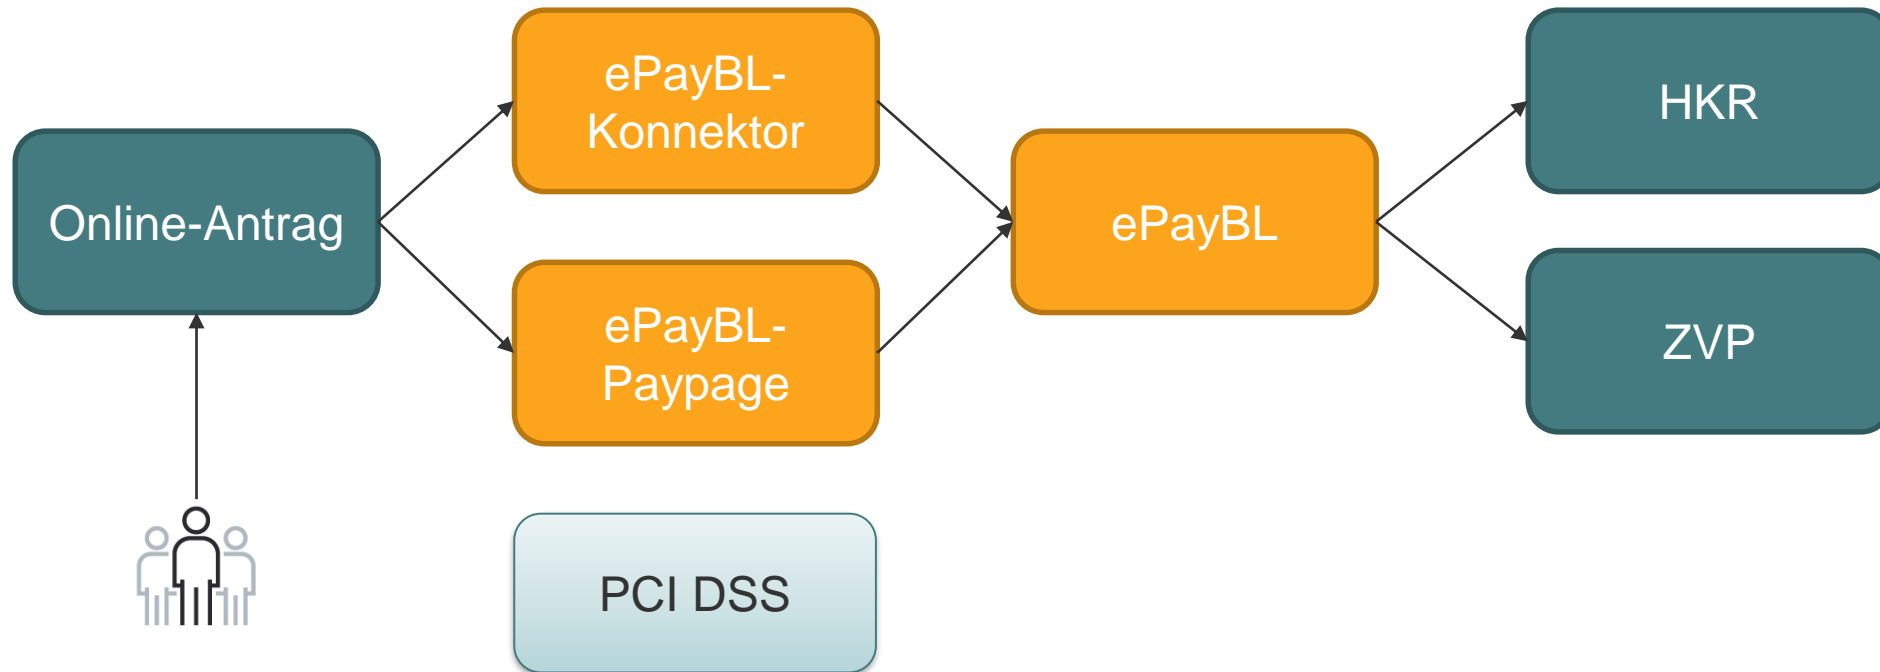 Online-Antrag
ePayBL-
Konnektor
ePayBL-
Paypage
PCI DSS
ePayBL
HKR
ZVP